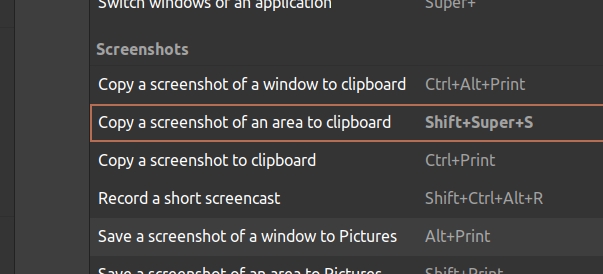 Switch windows of an application Super+
Screenshots
Copy a screenshot of a window to clipboard Ctrl+Alt+Print
Copy a screenshot of an area to clipboard Shift+Super+S
Copy a screenshot to clipboard Ctrl+Print
Record a short screencast Shift+Ctrl+Alt+R
Save a screenshot of a window to Pictures Alt+Print
Save a screenshot of an area to Pictures Shift+Print